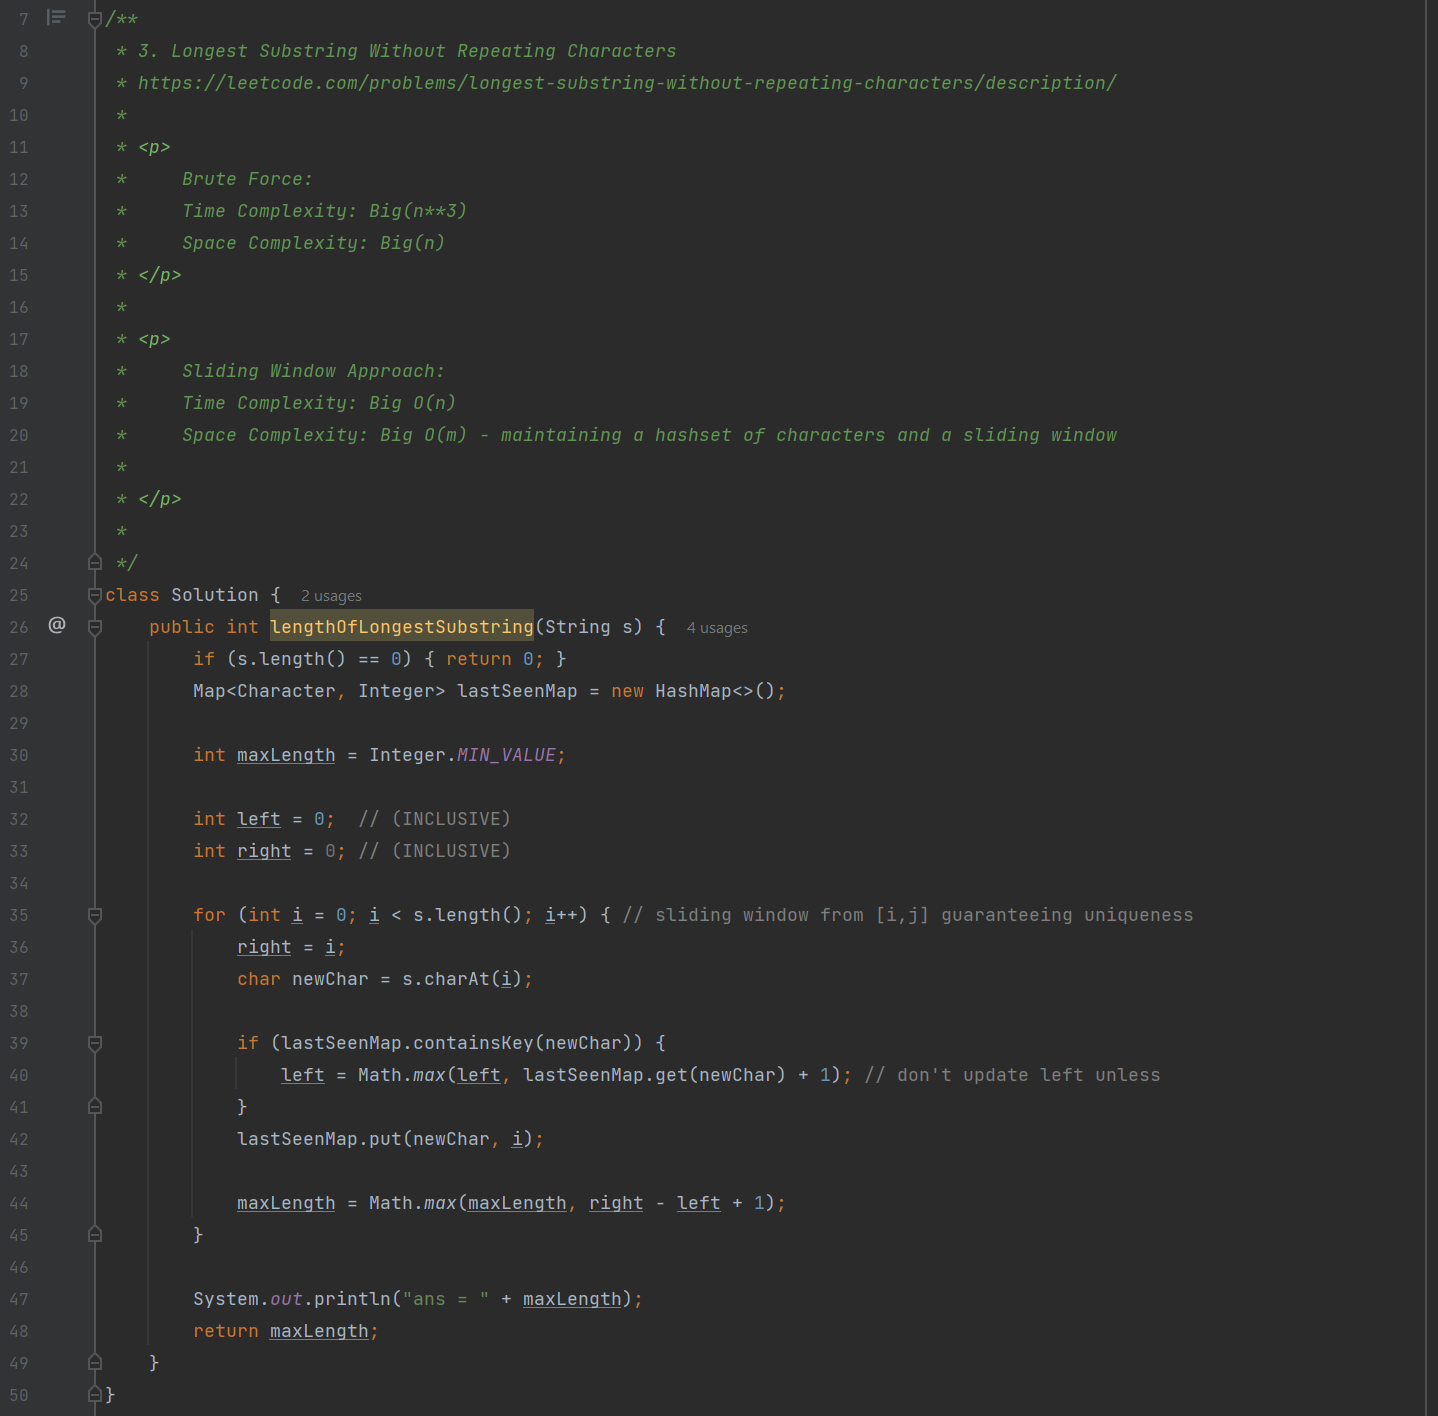 7 /**
8 * 3. Longest Substring Without Repeating Characters
9 * https://leetcode.com/problems/longest-substring-without-repeating-characters/description/
10 *
11 * <p>
12 *     Brute Force:
13 *     Time Complexity: Big(n**3)
14 *     Space Complexity: Big(n)
15 * </p>
16 *
17 * <p>
18 *     Sliding Window Approach:
19 *     Time Complexity: Big O(n)
20 *     Space Complexity: Big O(m) - maintaining a hashset of characters and a sliding window
21 *
22 * </p>
23 *
24 */
25 class Solution {  2 usages
26 @     public int lengthOfLongestSubstring(String s) {  4 usages
27         if (s.length() == 0) { return 0; }
28         Map<Character, Integer> lastSeenMap = new HashMap<>();
29
30         int maxLength = Integer.MIN_VALUE;
31
32         int left = 0;  // (INCLUSIVE)
33         int right = 0; // (INCLUSIVE)
34
35         for (int i = 0; i < s.length(); i++) { // sliding window from [i,j] guaranteeing uniqueness
36             right = i;
37             char newChar = s.charAt(i);
38
39             if (lastSeenMap.containsKey(newChar)) {
40                 left = Math.max(left, lastSeenMap.get(newChar) + 1); // don't update left unless
41             }
42             lastSeenMap.put(newChar, i);
43
44             maxLength = Math.max(maxLength, right - left + 1);
45         }
46
47         System.out.println("ans = " + maxLength);
48         return maxLength;
49     }
50 }